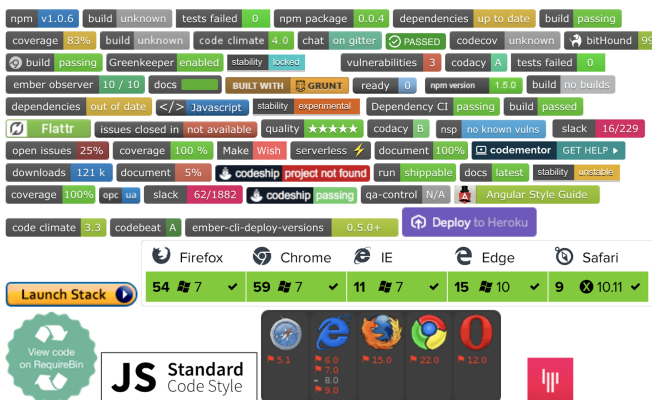 npm v1.0.6 build unknown tests failed 0 npm package 0.0.4 dependencies up to date build passing
coverage 83% build unknown code climate 4.0 chat on gitter PASSED codecov unknown bitHound 99
build passing Greenkeeper enabled stability locked vulnerabilities 3 codacy A tests failed 0
ember observer 10 / 10 docs BUILT WITH GRUNT ready 0 npm version 1.5.0 build no builds
dependencies out of date </> Javascript stability experimental Dependency CI passing build passed
Flattr issues closed in not available quality ★★★★★ codacy B nsp no known vulns slack 16/229
open issues 25% coverage 100 % Make Wish serverless ⚡ document 100% codementor GET HELP
downloads 121 k document 5% codeship project not found run shippable docs latest stability unstable
coverage 100% opc ua slack 62/1882 codeship passing qa-control N/A A Angular Style Guide
code climate 3.3 codebeat A ember-cli-deploy-versions 0.5.0+ Deploy to Heroku
Firefox Chrome IE Edge Safari
54 7 ✓ 59 7 ✓ 11 7 ✓ 15 10 ✓ 9 X 10.11 ✓
Launch Stack
View code
on RequireBin
JS Standard
Code Style
5.1 6.0 15.0 22.0 12.0
7.0
8.0
9.0